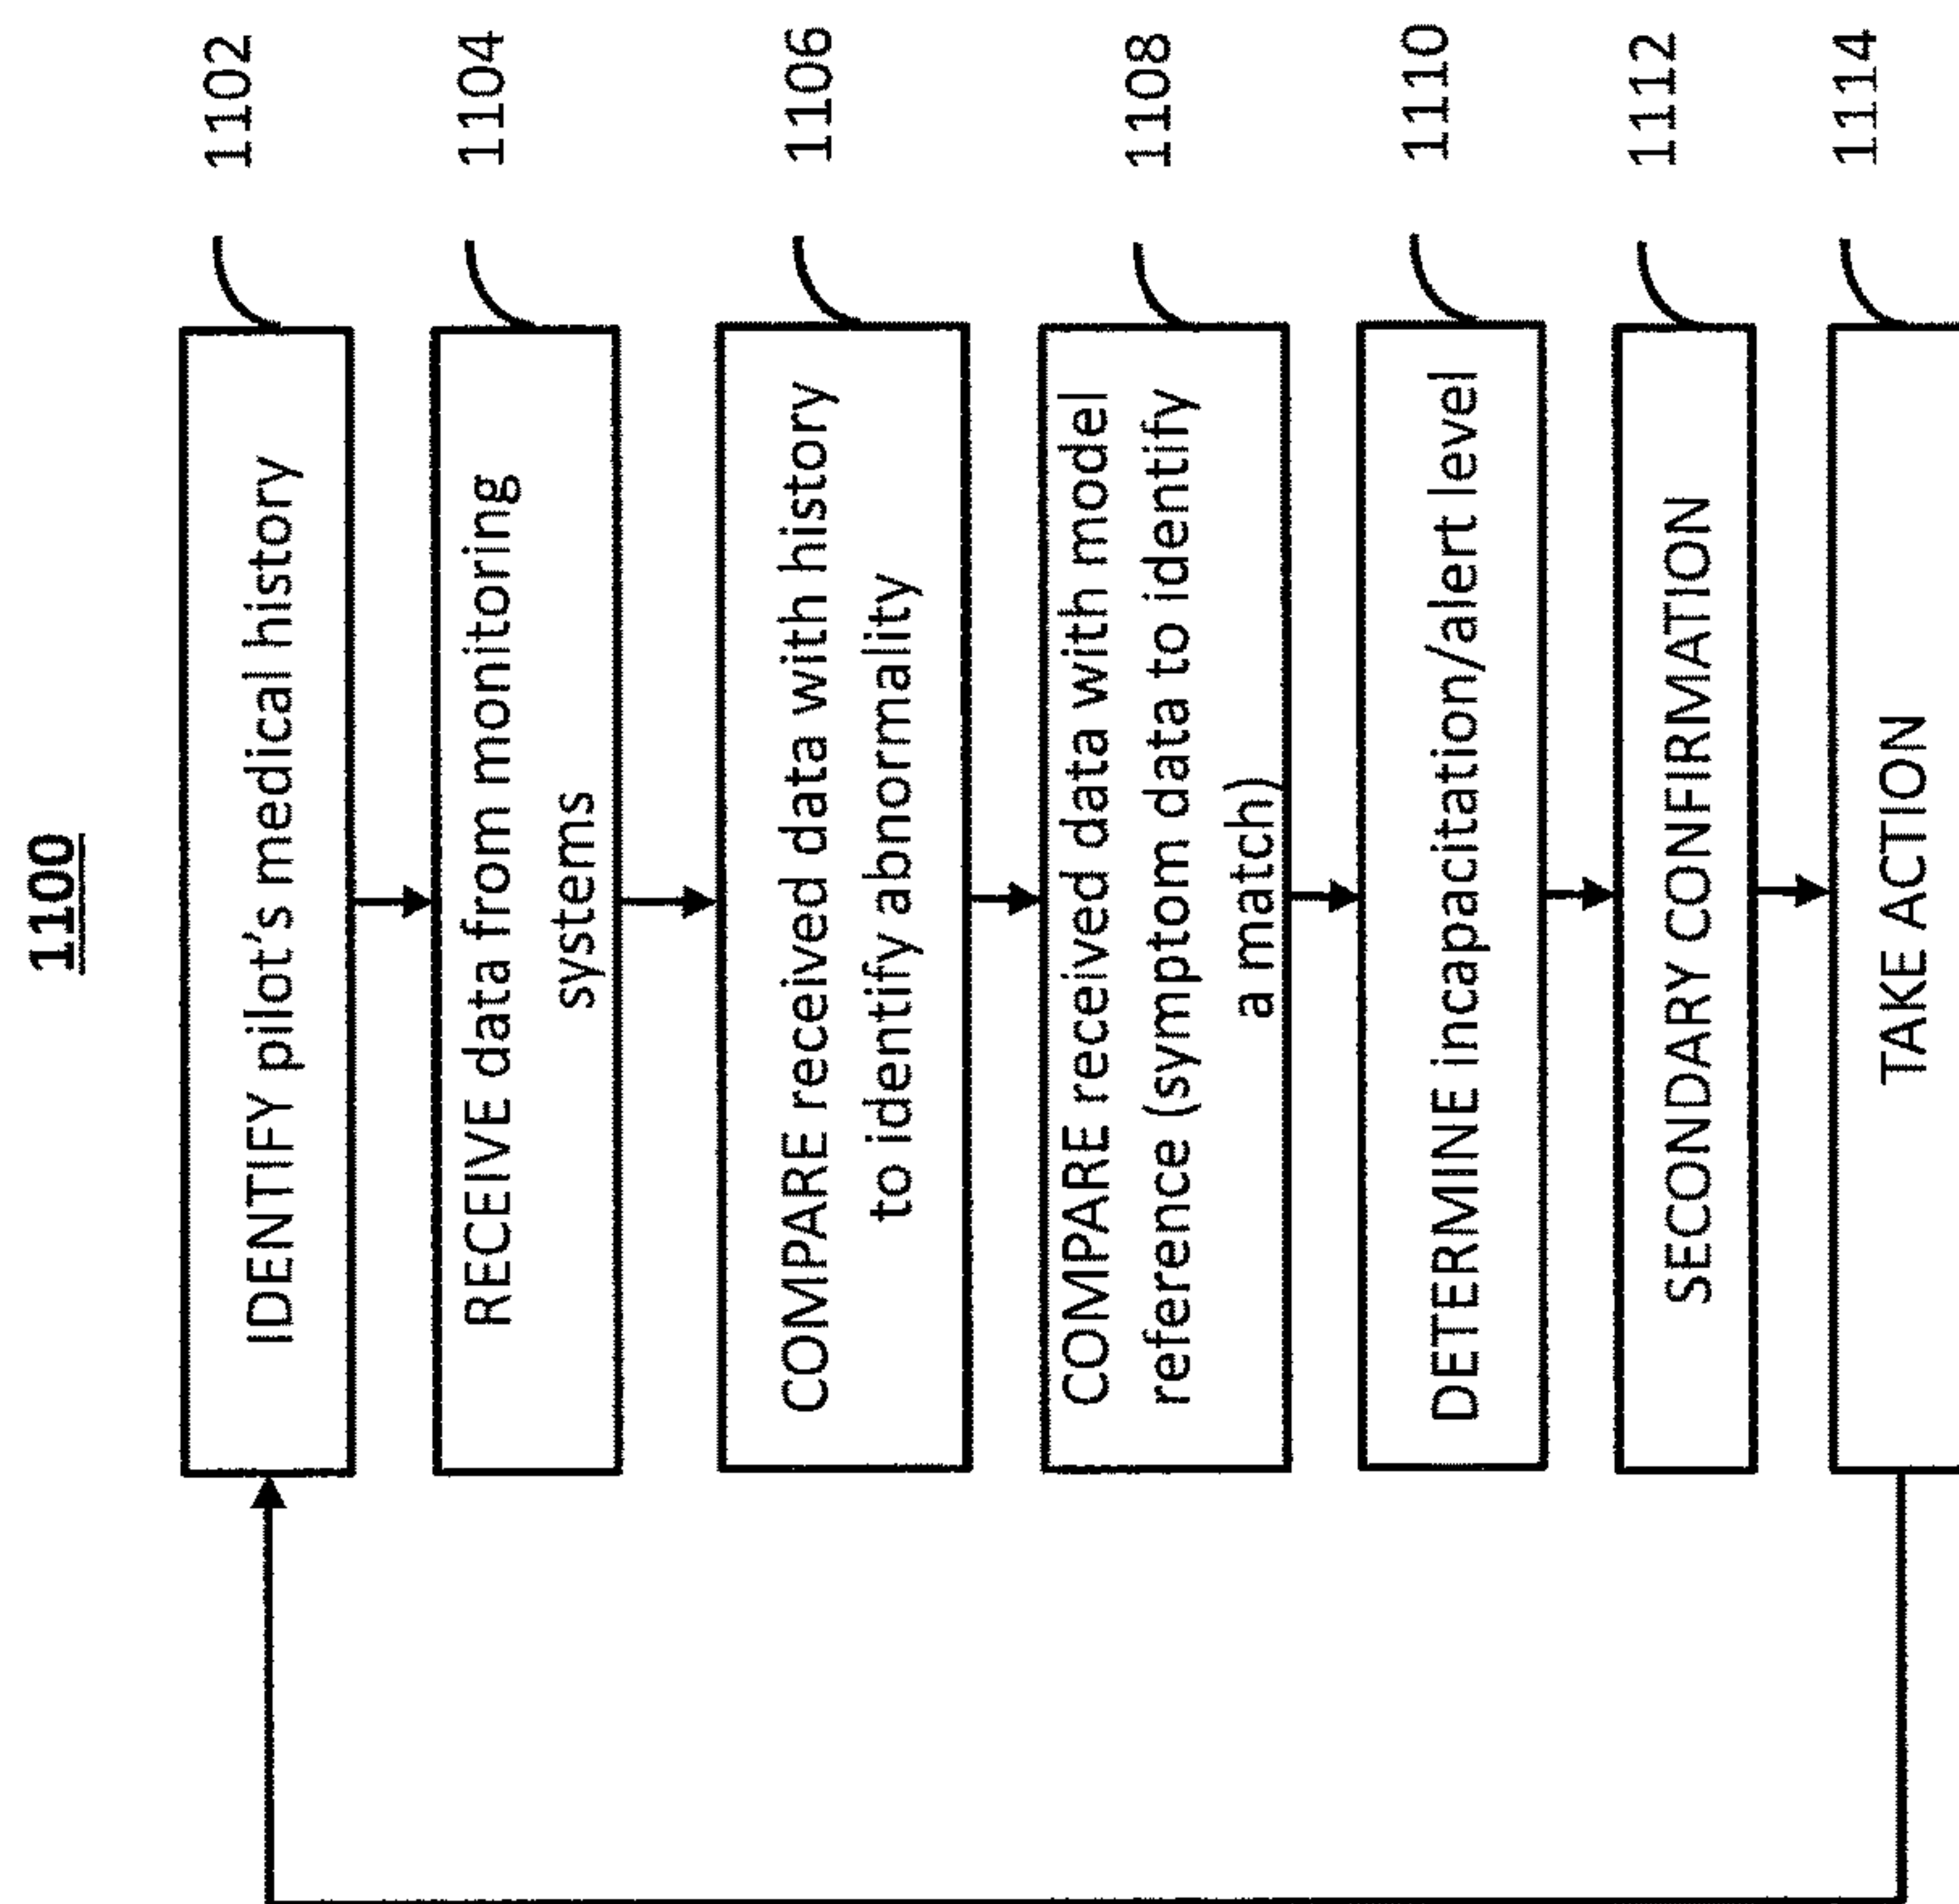 1100
IDENTIFY pilot's medical history
1102
RECEIVE data from monitoring
systems
1104
COMPARE received data with history
to identify abnormality
1106
COMPARE received data with model
reference (symptom data to identify
a match)
1108
DETERMINE incapacitation/alert level
1110
SECONDARY CONFIRMATION
1112
TAKE ACTION
1114